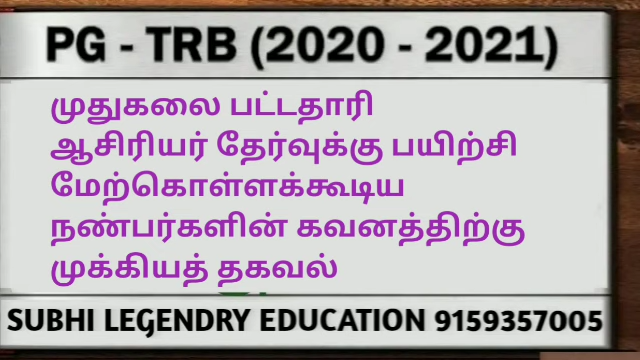 PG - TRB (2020 - 2021)
முதுகலை பட்டதாரி
ஆசிரியர் தேர்வுக்கு பயிற்சி
மேற்கொள்ளக்கூடிய
நண்பர்களின் கவனத்திற்கு
முக்கியத் தகவல்
SUBHI LEGENDRY EDUCATION 9159357005